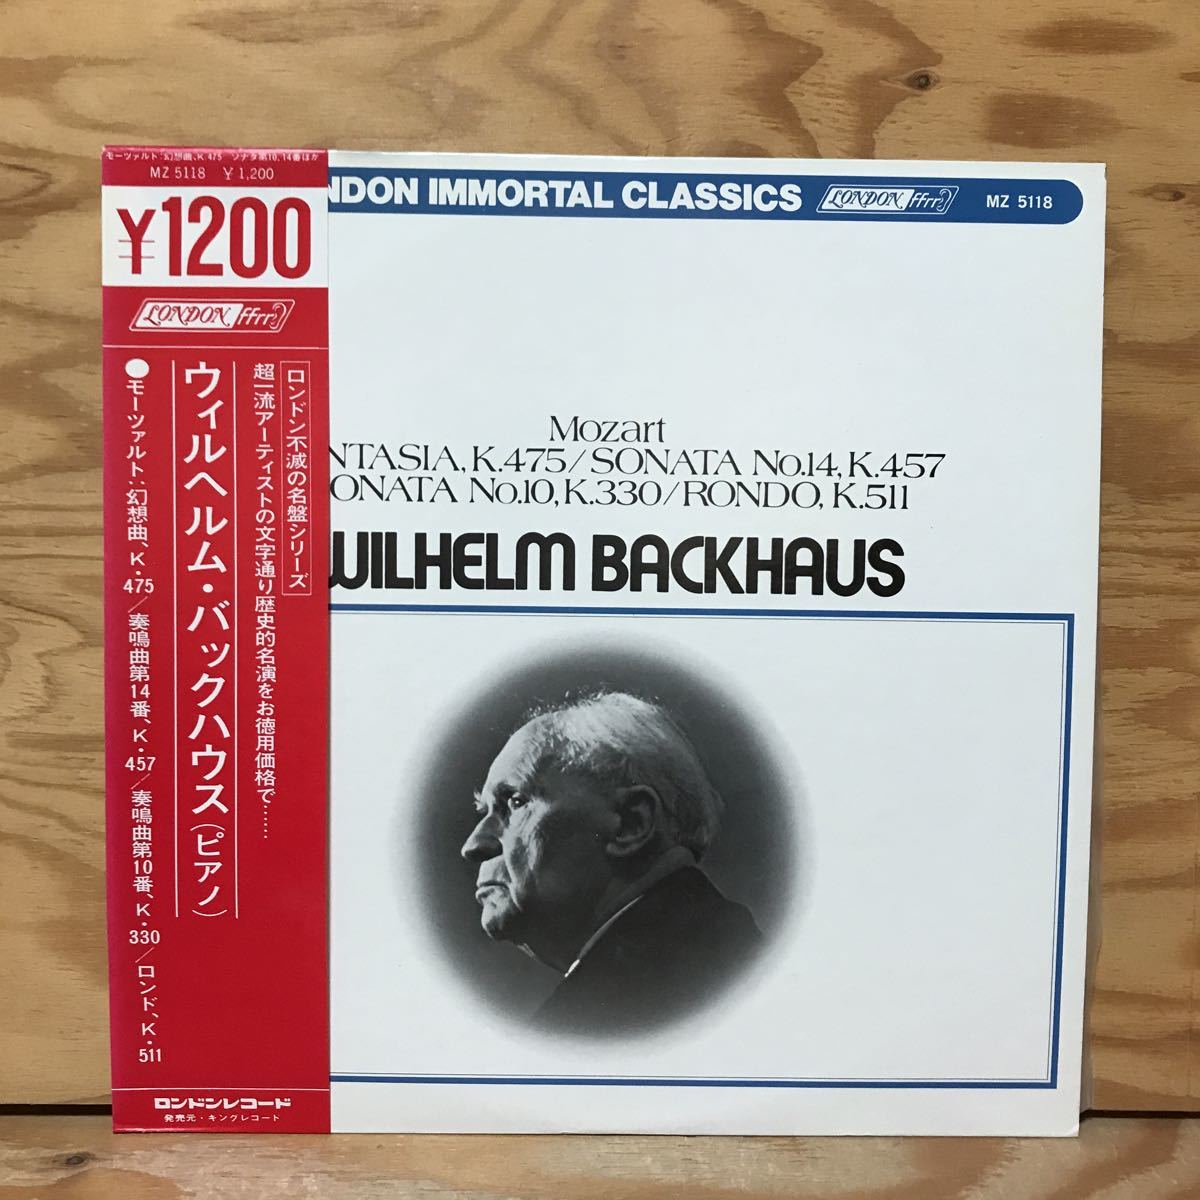 モーツァルト:幻想曲、K.475　ソナタ第10,14番ほか
MZ 5118　￥1,200
￥1200
LONDON ffrr
ロンドン不滅の名盤シリーズ
超一流アーティストの文字通り歴史的名演をお徳用価格で……
ウィルヘルム・バックハウス(ピアノ)
●モーツァルト:幻想曲、K・475／奏鳴曲第14番、K・457／奏鳴曲第10番、K・330／ロンド、K・511
ロンドンレコード
発売元・キングレコード
NDON IMMORTAL CLASSICS LONDON ffrr MZ 5118
Mozart
NTASIA, K.475/SONATA No.14, K.457
ONATA No.10, K.330/RONDO, K.511
WILHELM BACKHAUS